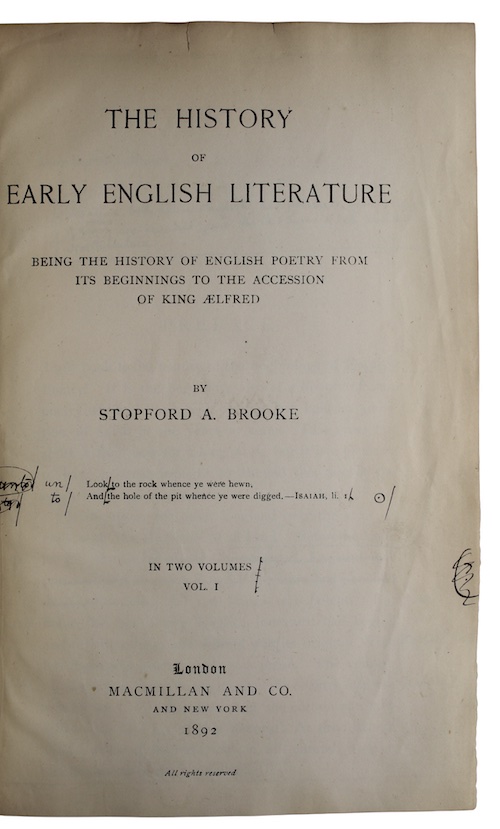 THE HISTORY
OF
EARLY ENGLISH LITERATURE
BEING THE HISTORY OF ENGLISH POETRY FROM
ITS BEGINNINGS TO THE ACCESSION
OF KING ÆLFRED
BY
STOPFORD A. BROOKE
un/ Look to the rock whence ye were hewn,
to/ And the hole of the pit whence ye were digged.—ISAIAH, li. 1
IN TWO VOLUMES
VOL. I
London
MACMILLAN AND CO.
AND NEW YORK
1892
All rights reserved